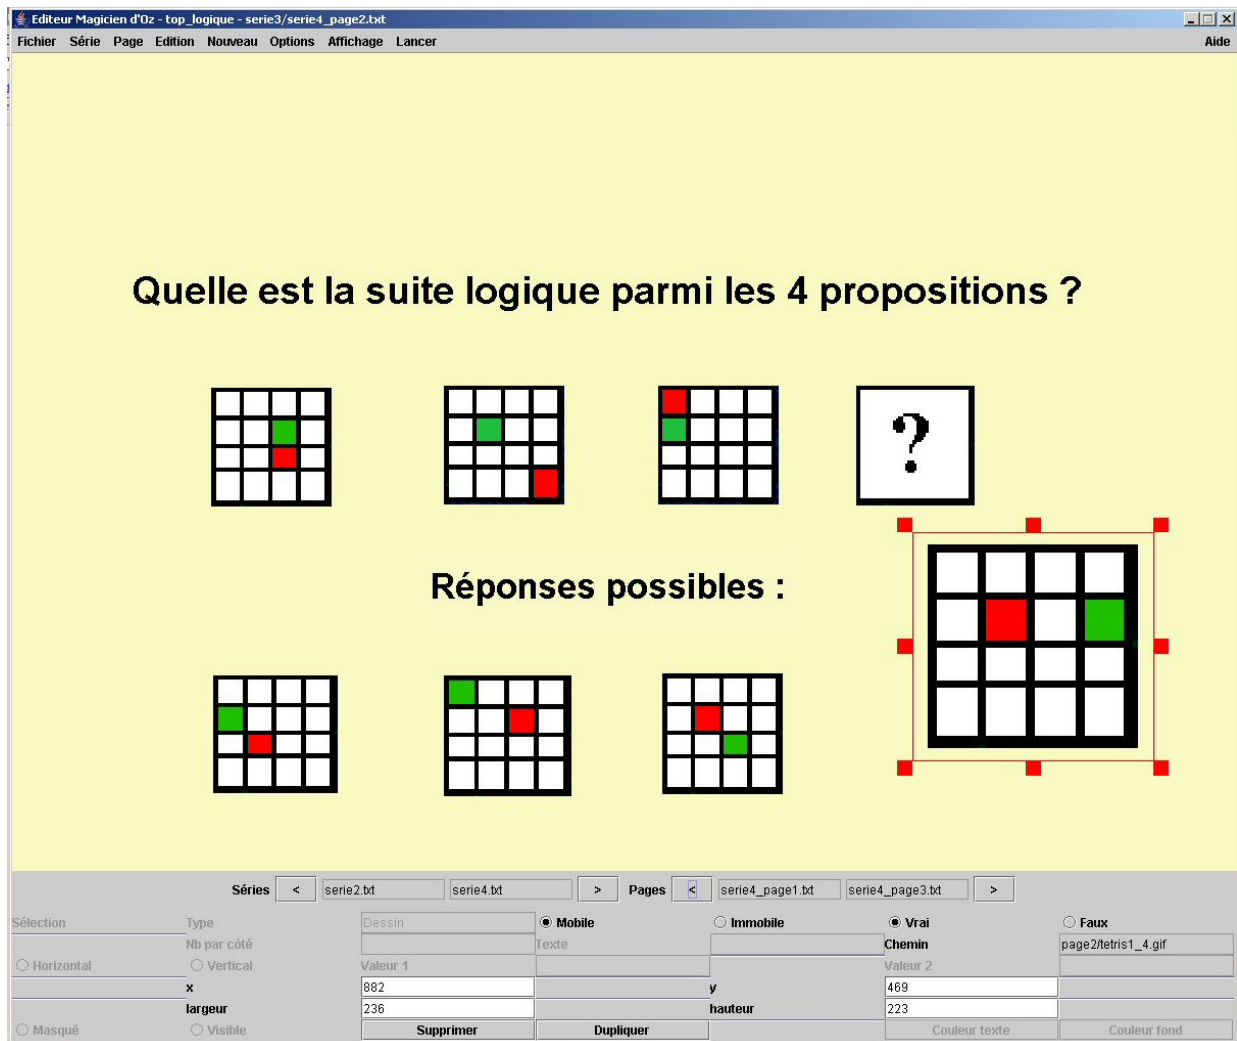 Editeur Magicien d'Oz - top_logique - serie3/serie4_page2.txt
Fichier Série Page Edition Nouveau Options Affichage Lancer Aide
Quelle est la suite logique parmi les 4 propositions ?
?
Réponses possibles :
Séries < serie2.txt serie4.txt > Pages < serie4_page1.txt serie4_page3.txt >
Sélection Type Dessin Mobile Immobile Vrai Faux
Nb par côté Texte Chemin page2/tetris1_4.gif
Horizontal Vertical Valeur 1 Valeur 2
x 882 y 469
largeur 236 hauteur 223
Masqué Visible Supprimer Dupliquer Couleur texte Couleur fond